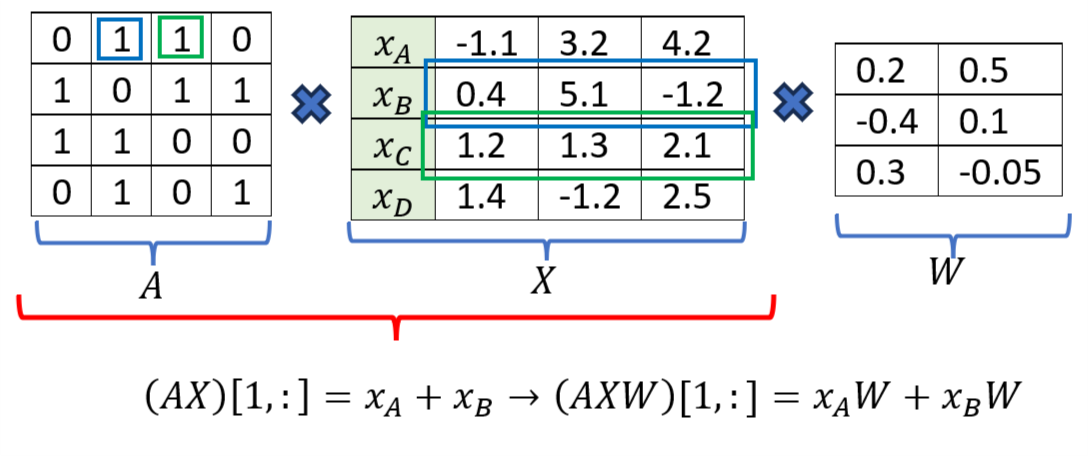 0 1 1 0
1 0 1 1
1 1 0 0
0 1 0 1
A
x_A -1.1 3.2 4.2
x_B 0.4 5.1 -1.2
x_C 1.2 1.3 2.1
x_D 1.4 -1.2 2.5
X
0.2 0.5
-0.4 0.1
0.3 -0.05
W
(AX)[1,:] = x_A + x_B → (AXW)[1,:] = x_A W + x_B W